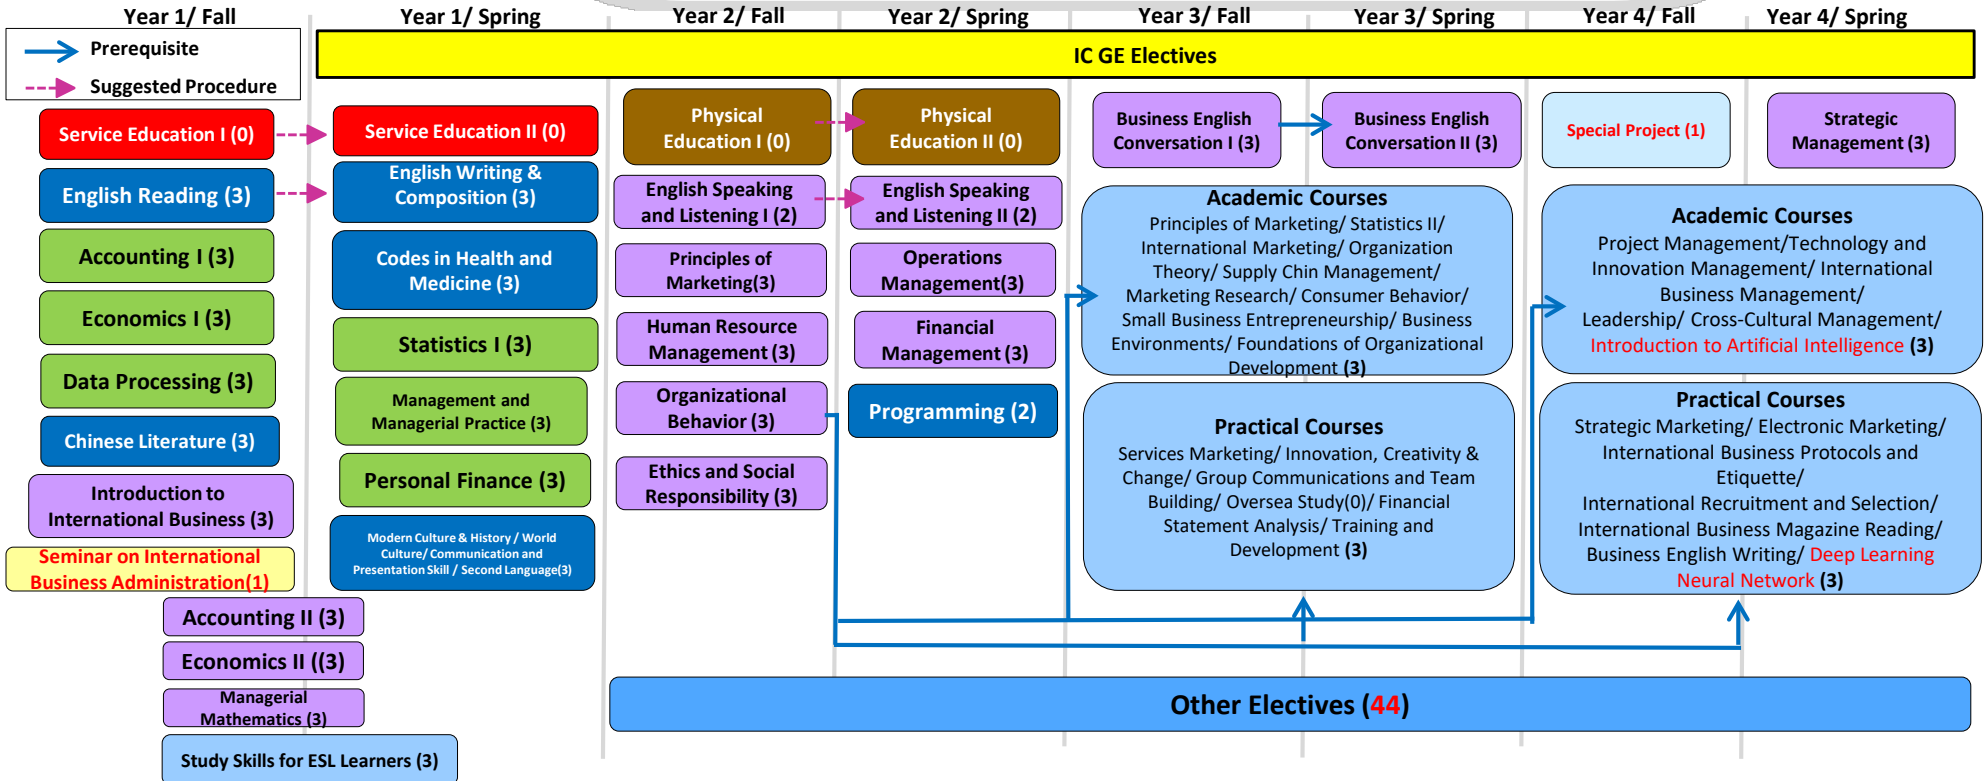 Year 1/ Fall
Year 1/ Spring
Year 2/ Fall
Year 2/ Spring
Year 3/ Fall
Year 3/ Spring
Year 4/ Fall
Year 4/ Spring
Prerequisite
Suggested Procedure
IC GE Electives
Service Education I (0)
English Reading (3)
Accounting I (3)
Economics I (3)
Data Processing (3)
Chinese Literature (3)
Introduction to
International Business (3)
Seminar on International
Business Administration(1)
Accounting II (3)
Economics II ((3)
Managerial
Mathematics (3)
Study Skills for ESL Learners (3)
Service Education II (0)
English Writing &
Composition (3)
Codes in Health and
Medicine (3)
Statistics I (3)
Management and
Managerial Practice (3)
Personal Finance (3)
Modern Culture & History / World
Culture/ Communication and
Presentation Skill / Second Language(3)
Physical
Education I (0)
English Speaking
and Listening I (2)
Principles of
Marketing(3)
Human Resource
Management (3)
Organizational
Behavior (3)
Ethics and Social
Responsibility (3)
Physical
Education II (0)
English Speaking
and Listening II (2)
Operations
Management(3)
Financial
Management (3)
Programming (2)
Business English
Conversation I (3)
Business English
Conversation II (3)
Academic Courses
Principles of Marketing/ Statistics II/
International Marketing/ Organization
Theory/ Supply Chin Management/
Marketing Research/ Consumer Behavior/
Small Business Entrepreneurship/ Business
Environments/ Foundations of Organizational
Development (3)
Practical Courses
Services Marketing/ Innovation, Creativity &
Change/ Group Communications and Team
Building/ Oversea Study(0)/ Financial
Statement Analysis/ Training and
Development (3)
Special Project (1)
Strategic
Management (3)
Academic Courses
Project Management/Technology and
Innovation Management/ International
Business Management/
Leadership/ Cross-Cultural Management/
Introduction to Artificial Intelligence (3)
Practical Courses
Strategic Marketing/ Electronic Marketing/
International Business Protocols and
Etiquette/
International Recruitment and Selection/
International Business Magazine Reading/
Business English Writing/ Deep Learning
Neural Network (3)
Other Electives (44)